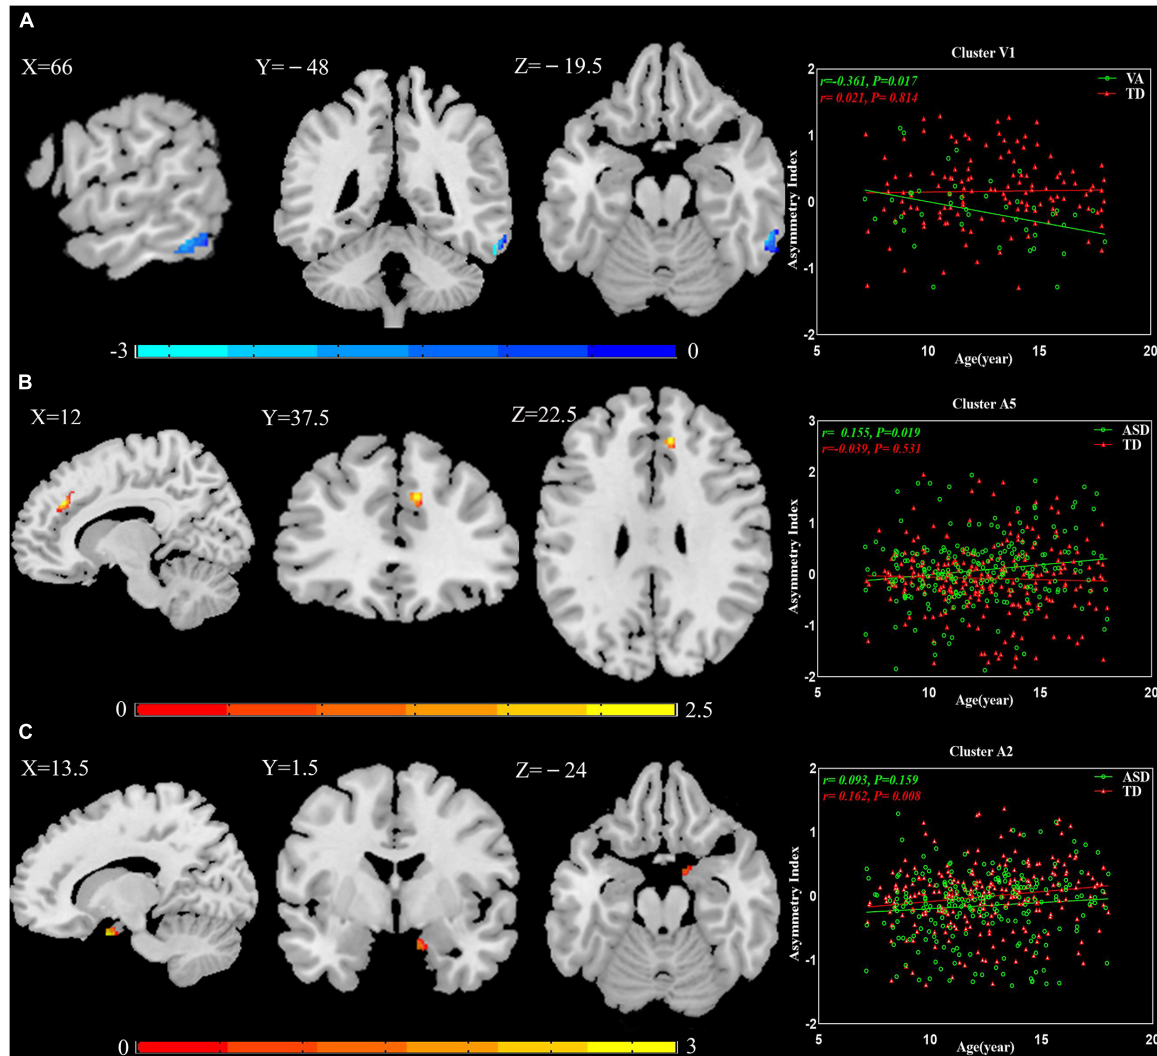 A
X=66
Y=－48
Z=－19.5
-3
0
Cluster V1
r=-0.361, P=0.017
r= 0.021, P= 0.814
VA
TD
2
1
0
-1
-2
Asymmetry Index
5
10
15
20
Age(year)
B
X=12
Y=37.5
Z=22.5
0
2.5
Cluster A5
r= 0.155, P=0.019
r=-0.039, P= 0.531
ASD
TD
3
2
1
0
-1
-2
Asymmetry Index
5
10
15
20
Age(year)
C
X=13.5
Y=1.5
Z=－24
0
3
Cluster A2
r= 0.093, P=0.159
r= 0.162, P= 0.008
ASD
TD
2
1
0
-1
-2
Asymmetry Index
5
10
15
20
Age(year)